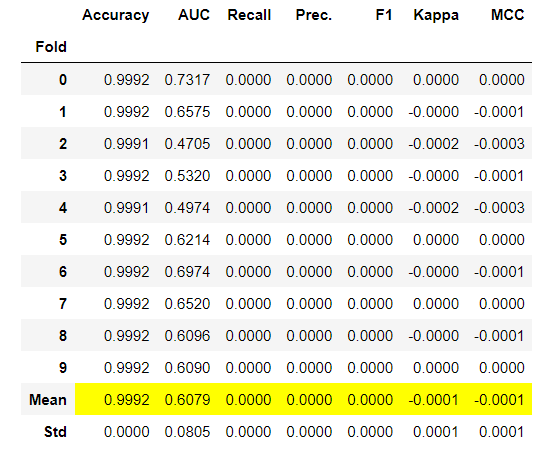 Accuracy AUC Recall Prec. F1 Kappa MCC
Fold
0 0.9992 0.7317 0.0000 0.0000 0.0000 0.0000 0.0000
1 0.9992 0.6575 0.0000 0.0000 0.0000 -0.0000 -0.0001
2 0.9991 0.4705 0.0000 0.0000 0.0000 -0.0002 -0.0003
3 0.9992 0.5320 0.0000 0.0000 0.0000 -0.0000 -0.0001
4 0.9991 0.4974 0.0000 0.0000 0.0000 -0.0002 -0.0003
5 0.9992 0.6214 0.0000 0.0000 0.0000 0.0000 0.0000
6 0.9992 0.6974 0.0000 0.0000 0.0000 -0.0000 -0.0001
7 0.9992 0.6520 0.0000 0.0000 0.0000 0.0000 0.0000
8 0.9992 0.6096 0.0000 0.0000 0.0000 -0.0000 -0.0001
9 0.9992 0.6090 0.0000 0.0000 0.0000 0.0000 0.0000
Mean 0.9992 0.6079 0.0000 0.0000 0.0000 -0.0001 -0.0001
Std 0.0000 0.0805 0.0000 0.0000 0.0000 0.0001 0.0001